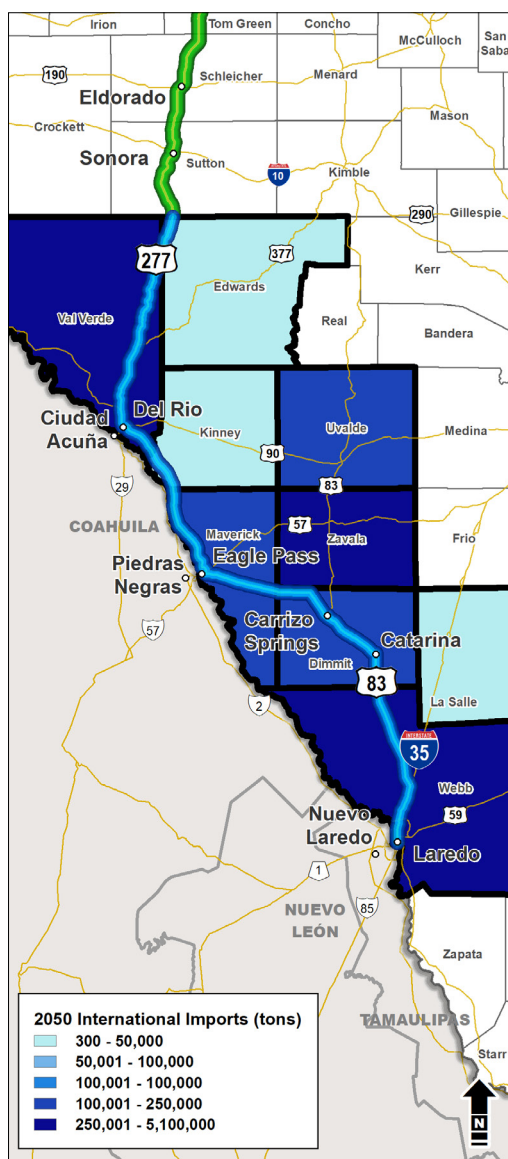 Irion
Tom Green
Concho
McCulloch
San
Saba
190
Schleicher
Menard
Eldorado
Crockett
Mason
Sonora
Sutton
INTERSTATE
10
Kimble
290
Gillespie
277
377
Kerr
Edwards
Val Verde
Real
Bandera
Del Rio
Ciudad
Acuña
Kinney
Uvalde
Medina
90
83
29
COAHUILA
Maverick
57
Zavala
Frio
Eagle Pass
Piedras
Negras
Carrizo
Springs
Catarina
57
Dimmit
83
La Salle
2
INTERSTATE
35
Webb
59
Nuevo
Laredo
Laredo
1
85
NUEVO
LEÓN
Zapata
TAMAULIPAS
Starr
2050 International Imports (tons)
300 - 50,000
50,001 - 100,000
100,001 - 100,000
100,001 - 250,000
250,001 - 5,100,000
N